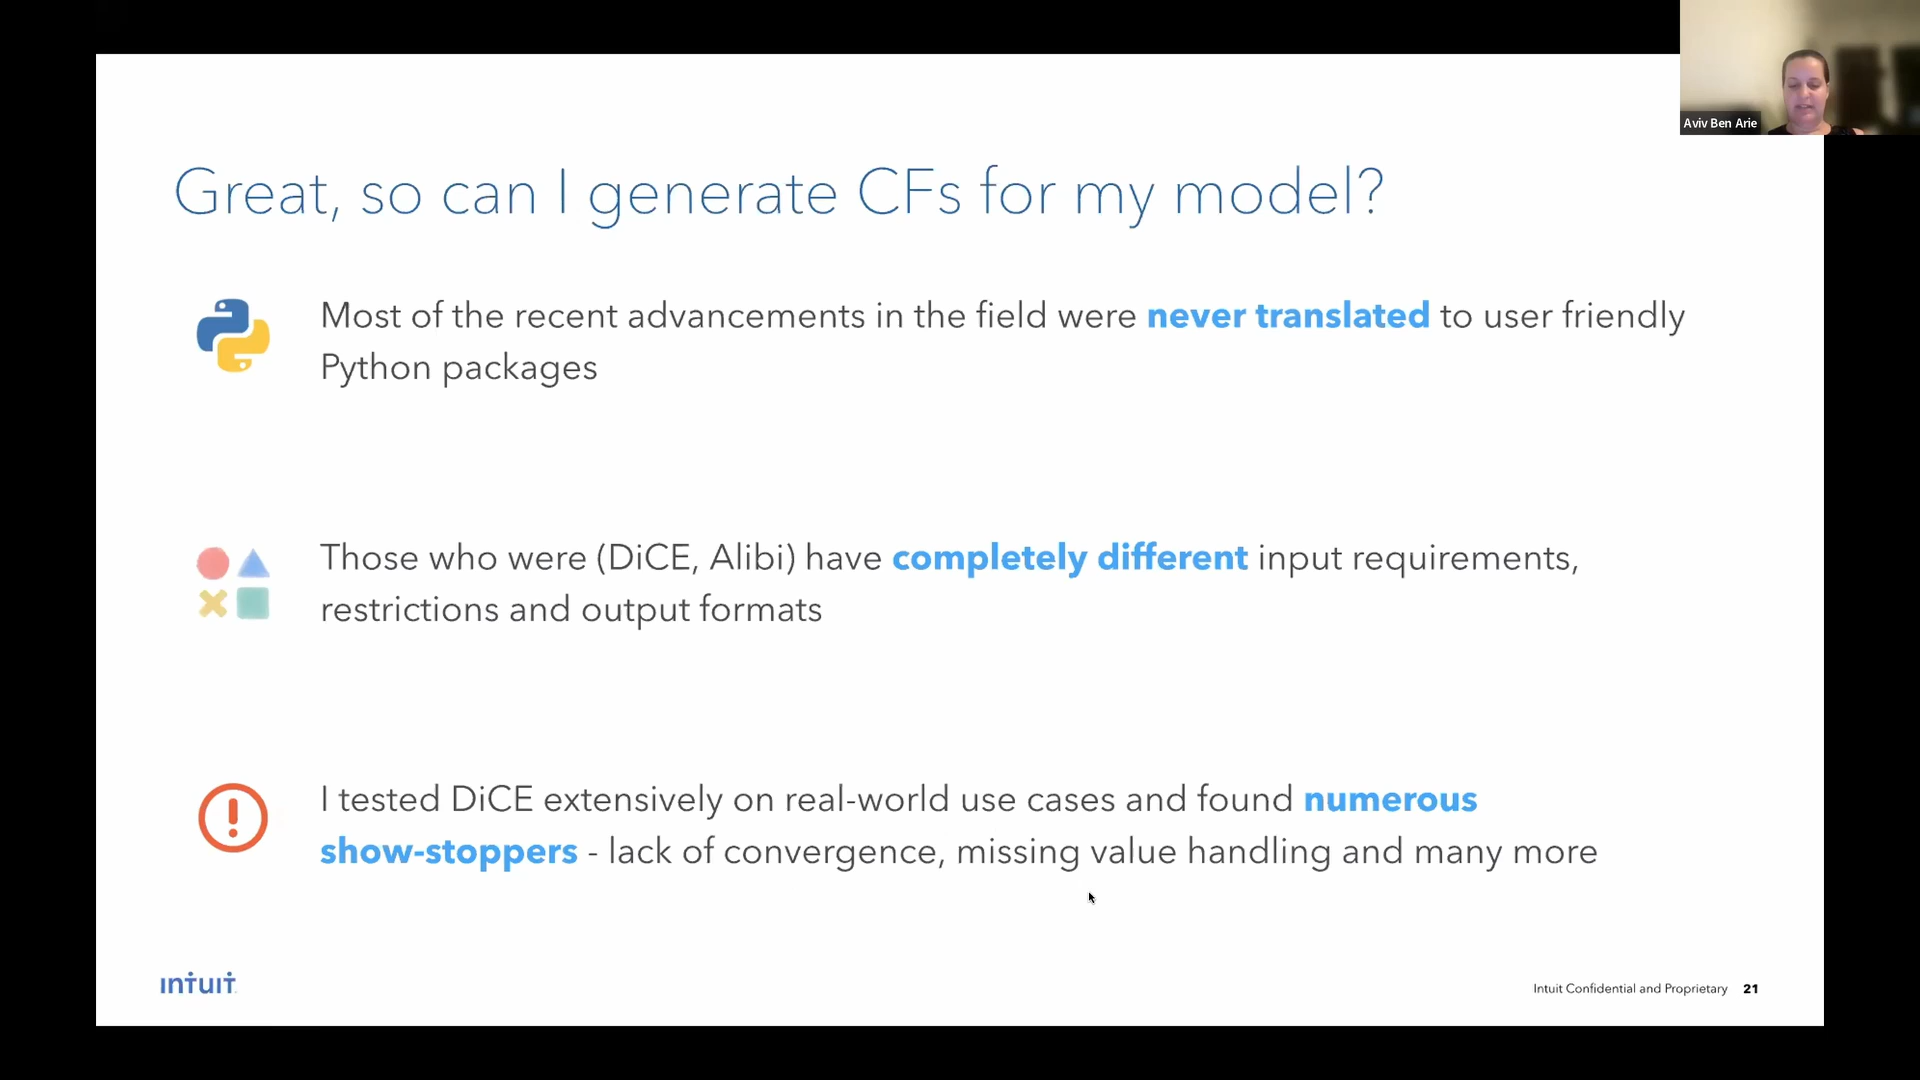 Aviv Ben Arie
Great, so can I generate CFs for my model?
Most of the recent advancements in the field were never translated to user friendly
Python packages
Those who were (DiCE, Alibi) have completely different input requirements,
restrictions and output formats
I tested DiCE extensively on real-world use cases and found numerous
show-stoppers - lack of convergence, missing value handling and many more
ıntuıt
Intuit Confidential and Proprietary 21